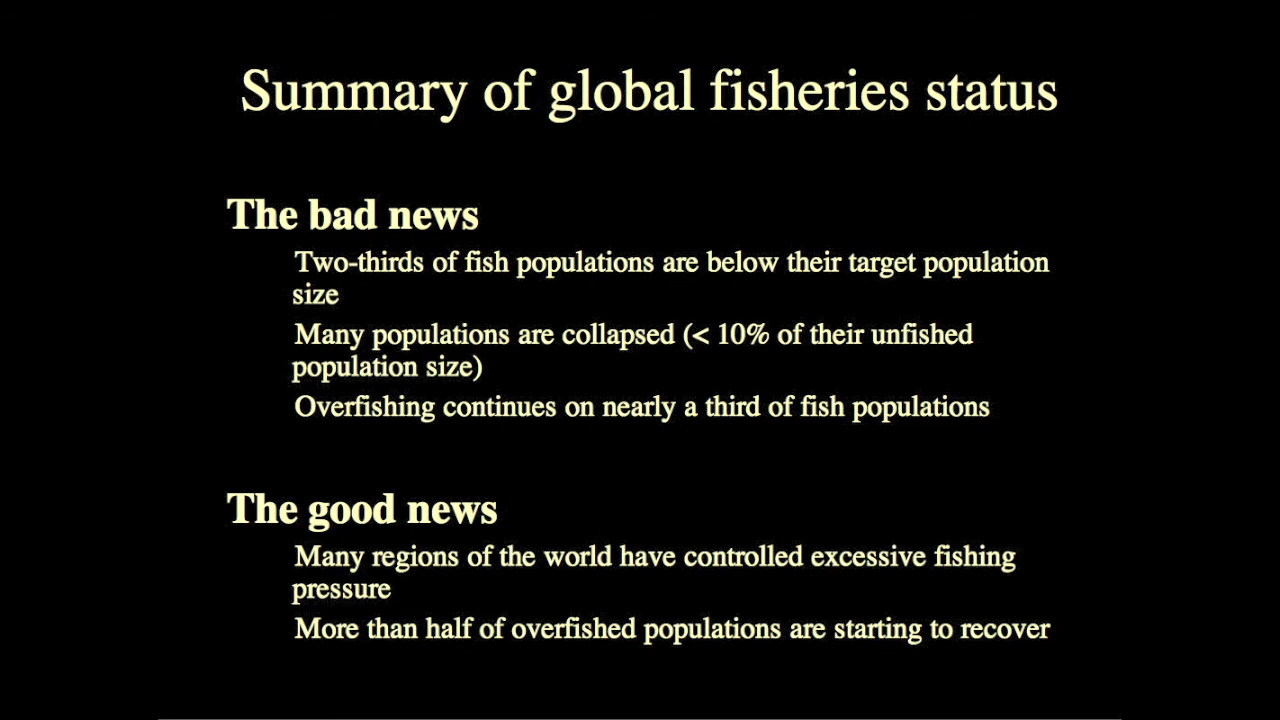 Summary of global fisheries status
The bad news
Two-thirds of fish populations are below their target population
size
Many populations are collapsed (< 10% of their unfished
population size)
Overfishing continues on nearly a third of fish populations
The good news
Many regions of the world have controlled excessive fishing
pressure
More than half of overfished populations are starting to recover